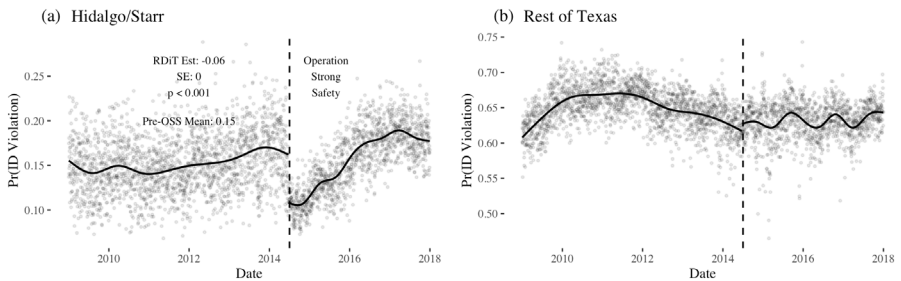 (a) Hidalgo/Starr
Pr(ID Violation)
0.25
0.20
0.15
0.10
RDiT Est: -0.06
SE: 0
p < 0.001
Pre-OSS Mean: 0.15
Operation
Strong
Safety
2010 2012 2014 2016 2018
Date
(b) Rest of Texas
Pr(ID Violation)
0.75
0.70
0.65
0.60
0.55
0.50
2010 2012 2014 2016 2018
Date